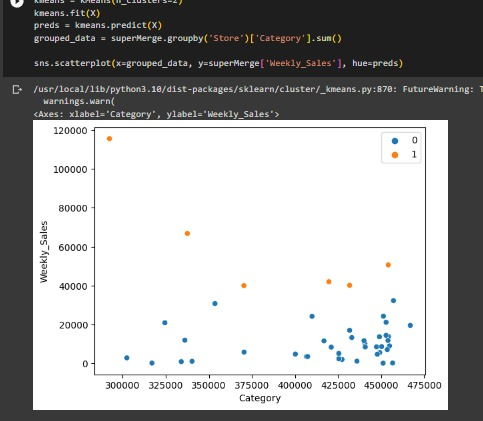 kmeans = KMeans(n_clusters=2)
kmeans.fit(X)
preds = kmeans.predict(X)
grouped_data = superMerge.groupby('Store')['Category'].sum()
sns.scatterplot(x=grouped_data, y=superMerge['Weekly_Sales'], hue=preds)
/usr/local/lib/python3.10/dist-packages/sklearn/cluster/_kmeans.py:870: FutureWarning: T
warnings.warn(
<Axes: xlabel='Category', ylabel='Weekly_Sales'>
0
1
120000
100000
80000
60000
40000
20000
0
Weekly_Sales
300000 325000 350000 375000 400000 425000 450000 475000
Category